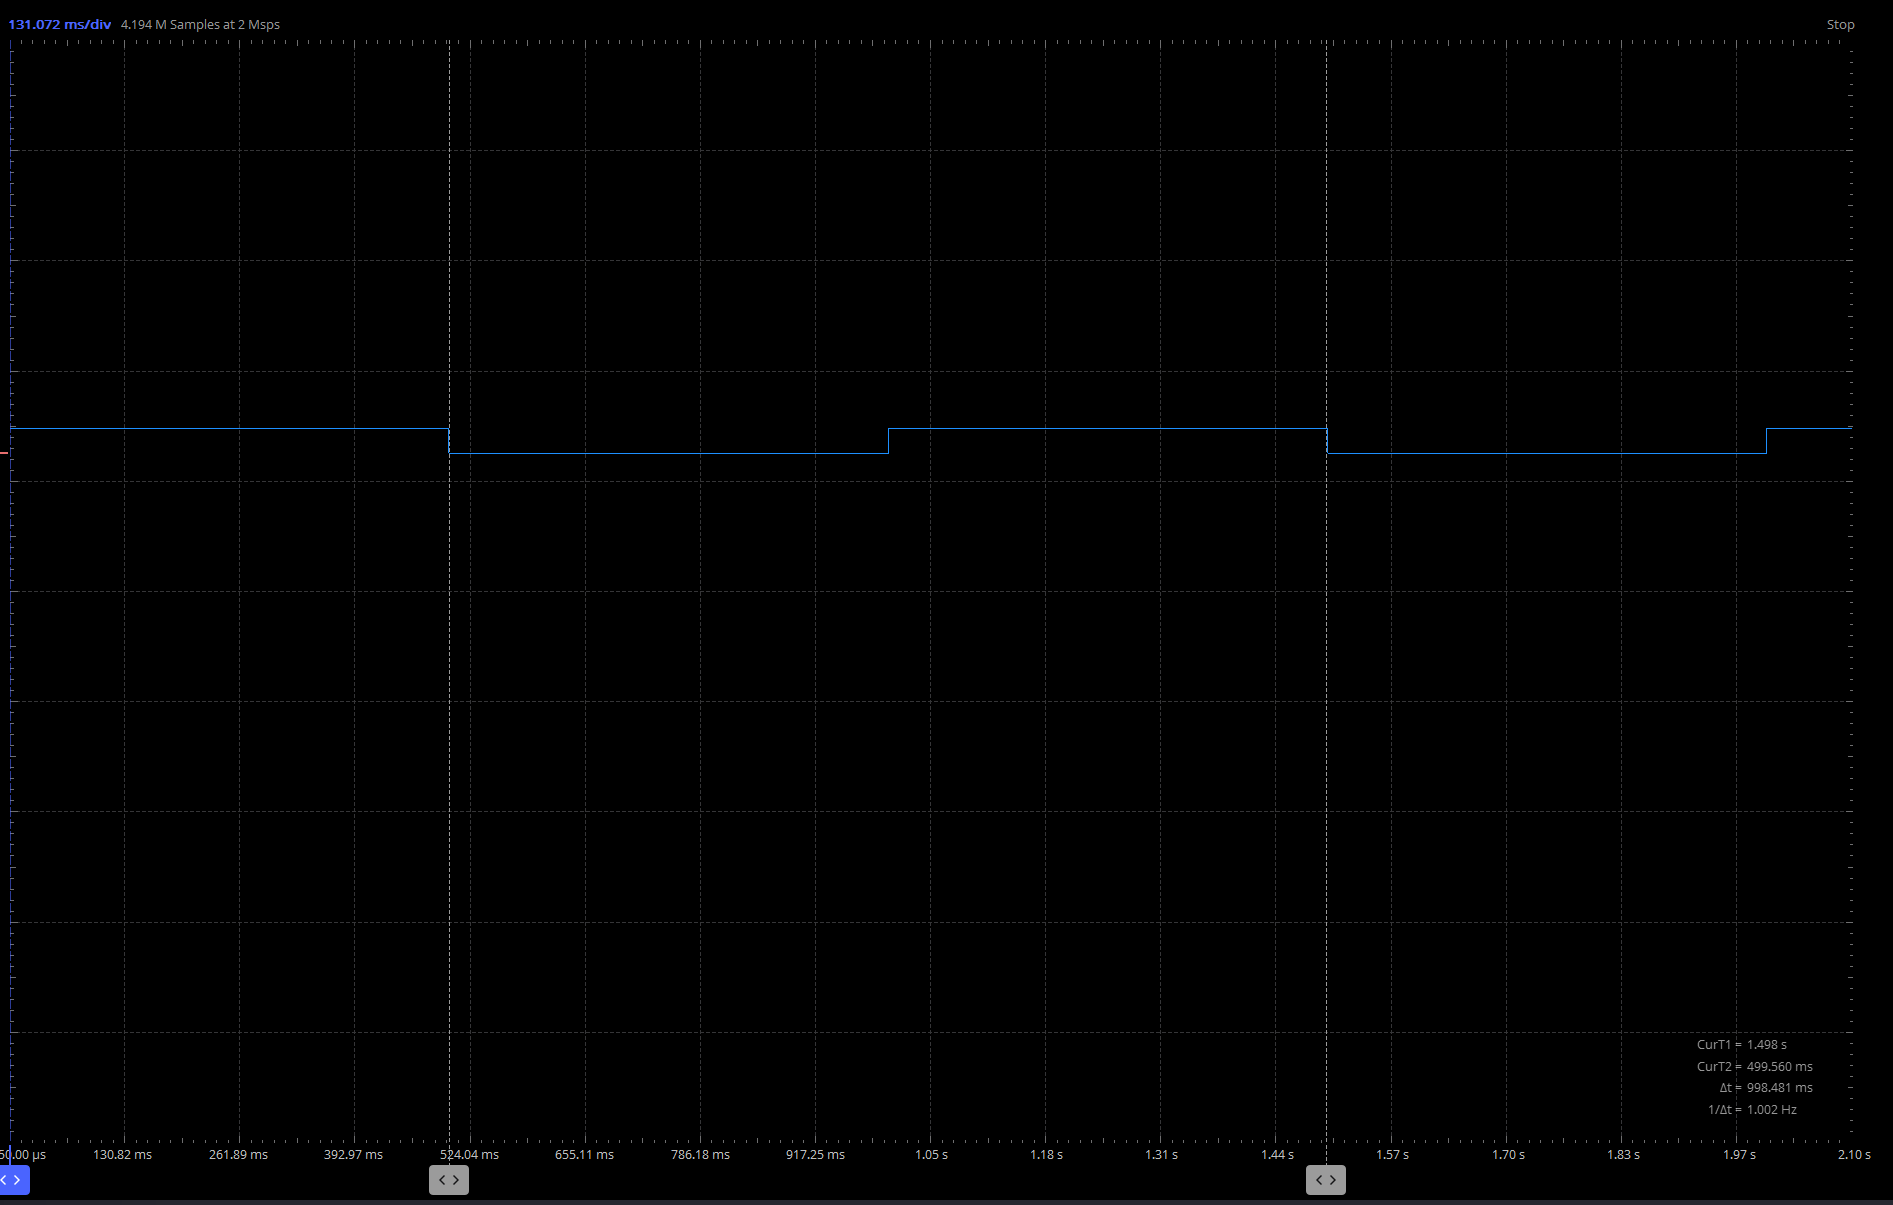 131.072 ms/div 4.194 M Samples at 2 Msps Stop
CurT1 = 1.498 s
CurT2 = 499.560 ms
Δt = 998.481 ms
1/Δt = 1.002 Hz
50.00 µs 130.82 ms 261.89 ms 392.97 ms 524.04 ms 655.11 ms 786.18 ms 917.25 ms 1.05 s 1.18 s 1.31 s 1.44 s 1.57 s 1.70 s 1.83 s 1.97 s 2.10 s